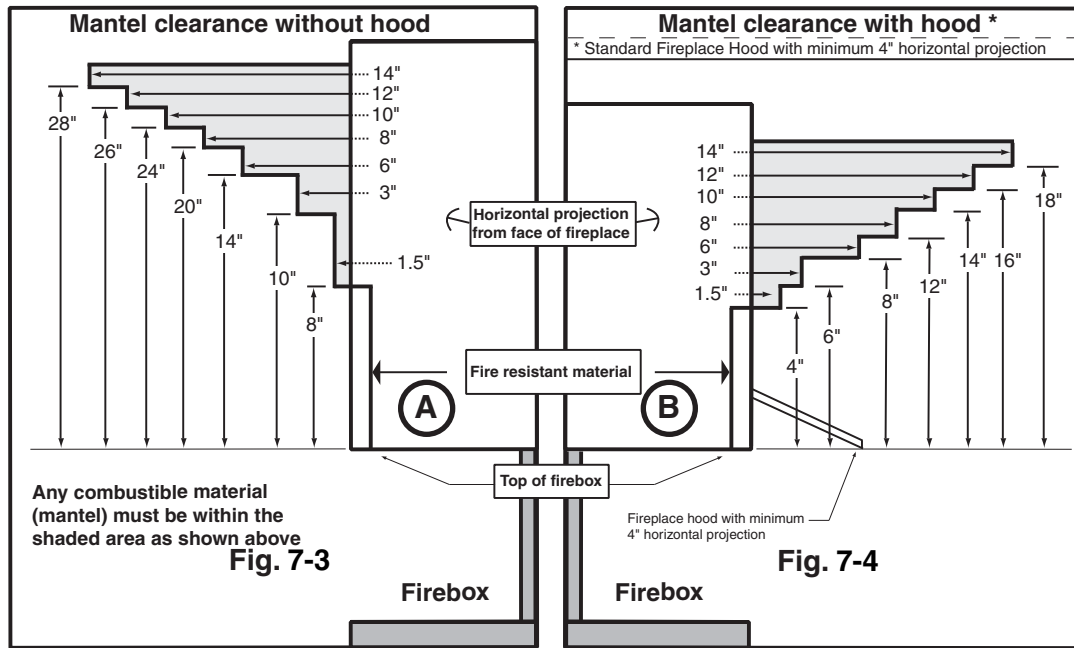 Mantel clearance without hood
14"
12"
10"
8"
6"
3"
1.5"
28"
26"
24"
20"
14"
10"
8"
A
Any combustible material
(mantel) must be within the
shaded area as shown above
Fig. 7-3
Firebox
Horizontal projection
from face of fireplace
Fire resistant material
Top of firebox
Mantel clearance with hood *
* Standard Fireplace Hood with minimum 4" horizontal projection
14"
12"
10"
8"
6"
3"
1.5"
4"
6"
8"
12"
14"
16"
18"
B
Fireplace hood with minimum
4" horizontal projection
Fig. 7-4
Firebox